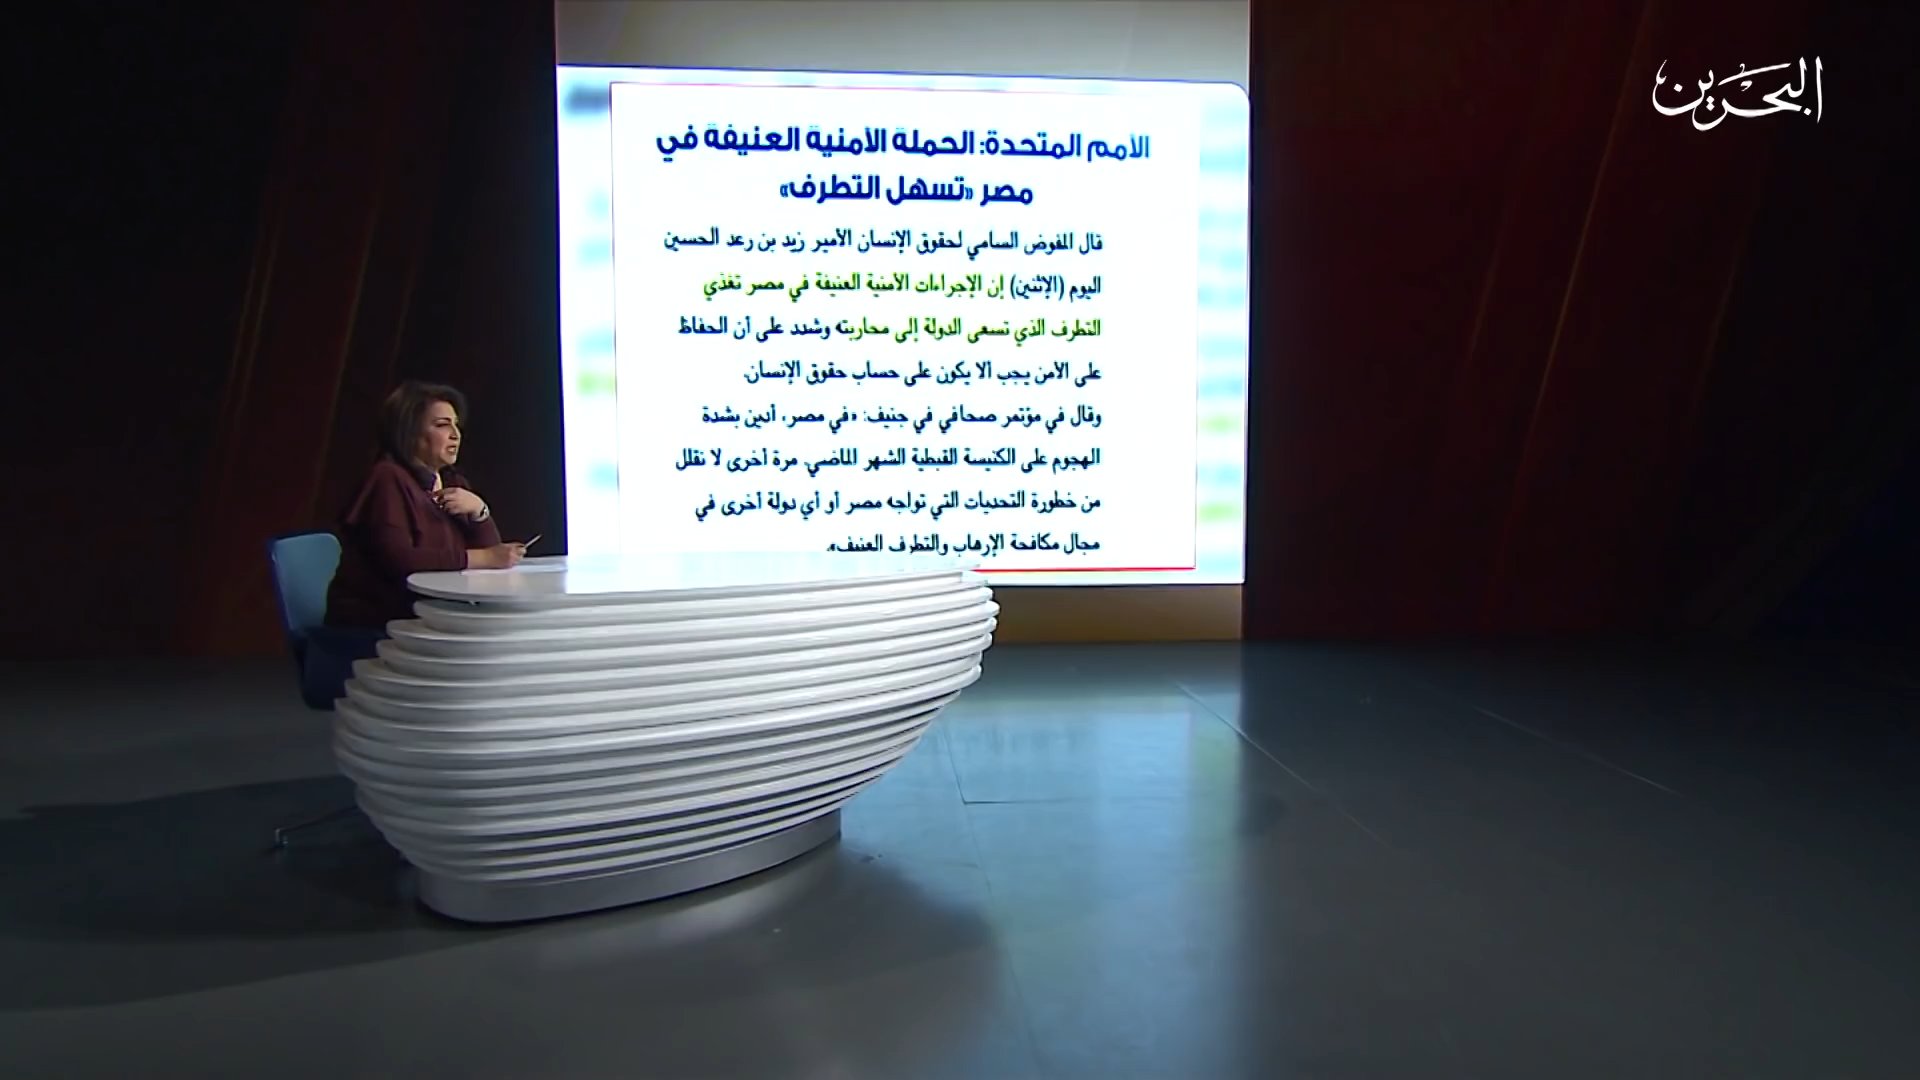 البحرين
الأمم المتحدة: الحملة الأمنية العنيفة في
مصر «تسهل التطرف»
قال المفوض السامي لحقوق الإنسان الأمير زيد بن رعد الحسين
اليوم (الإثنين) إن الإجراءات الأمنية العنيفة في مصر تغذي
التطرف الذي تسعى الدولة إلى محاربته وشدد على أن الحفاظ
على الأمن يجب ألا يكون على حساب حقوق الإنسان.
وقال في مؤتمر صحافي في جنيف: «في مصر، أدين بشدة
الهجوم على الكنيسة القبطية الشهر الماضي. مرة أخرى لا نقلل
من خطورة التحديات التي تواجه مصر أو أي دولة أخرى في
مجال مكافحة الإرهاب والتطرف العنيف».